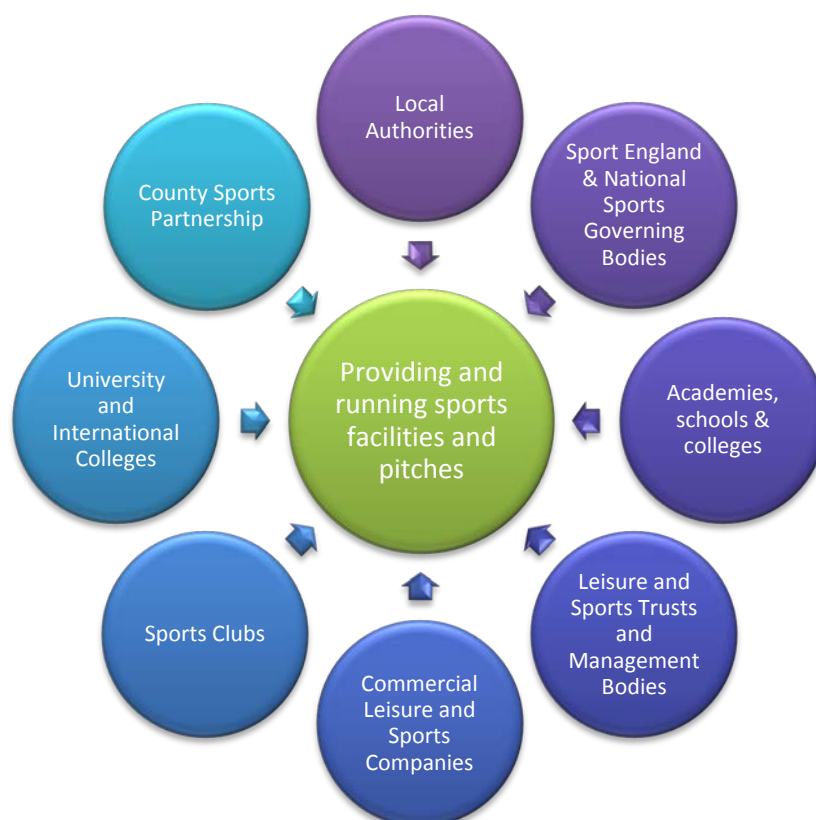 Local
Authorities
Sport England
& National
Sports
Governing
Bodies
Academies,
schools &
colleges
Leisure and
Sports Trusts
and
Management
Bodies
Commercial
Leisure and
Sports
Companies
Sports Clubs
University
and
International
Colleges
County Sports
Partnership
Providing and
running sports
facilities and
pitches